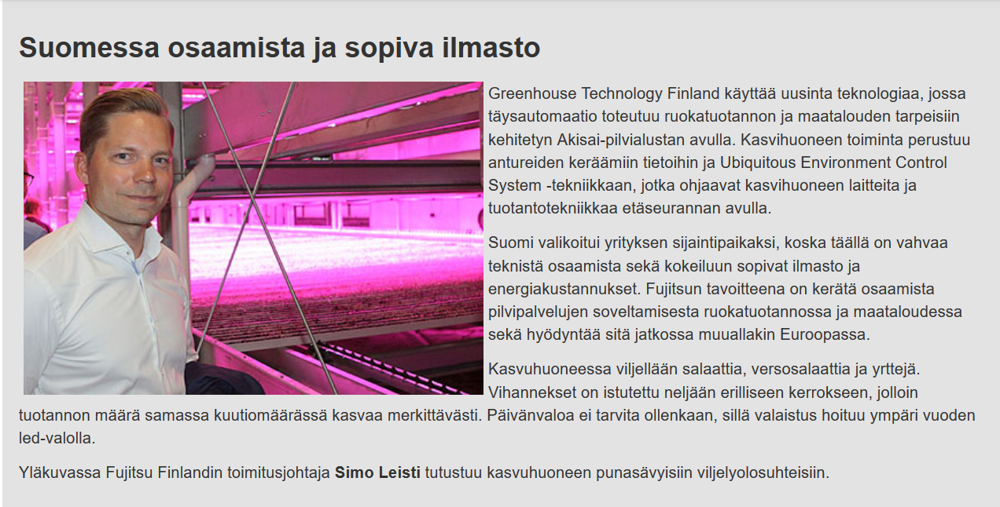 Suomessa osaamista ja sopiva ilmasto
Greenhouse Technology Finland käyttää uusinta teknologiaa, jossa
täysautomaatio toteutuu ruokatuotannon ja maatalouden tarpeisiin
kehitetyn Akisai-pilvialustan avulla. Kasvihuoneen toiminta perustuu
antureiden keräämiin tietoihin ja Ubiquitous Environment Control
System -tekniikkaan, jotka ohjaavat kasvihuoneen laitteita ja
tuotantotekniikkaa etäseurannan avulla.
Suomi valikoitui yrityksen sijaintipaikaksi, koska täällä on vahvaa
teknistä osaamista sekä kokeiluun sopivat ilmasto ja
energiakustannukset. Fujitsun tavoitteena on kerätä osaamista
pilvipalvelujen soveltamisesta ruokatuotannossa ja maataloudessa
sekä hyödyntää sitä jatkossa muuallakin Euroopassa.
Kasvuhuoneessa viljellään salaattia, versosalaattia ja yrttejä.
Vihannekset on istutettu neljään erilliseen kerrokseen, jolloin
tuotannon määrä samassa kuutiomäärässä kasvaa merkittävästi. Päivänvaloa ei tarvita ollenkaan, sillä valaistus hoituu ympäri vuoden
led-valolla.
Yläkuvassa Fujitsu Finlandin toimitusjohtaja Simo Leisti tutustuu kasvuhuoneen punasävyisiin viljelyolosuhteisiin.